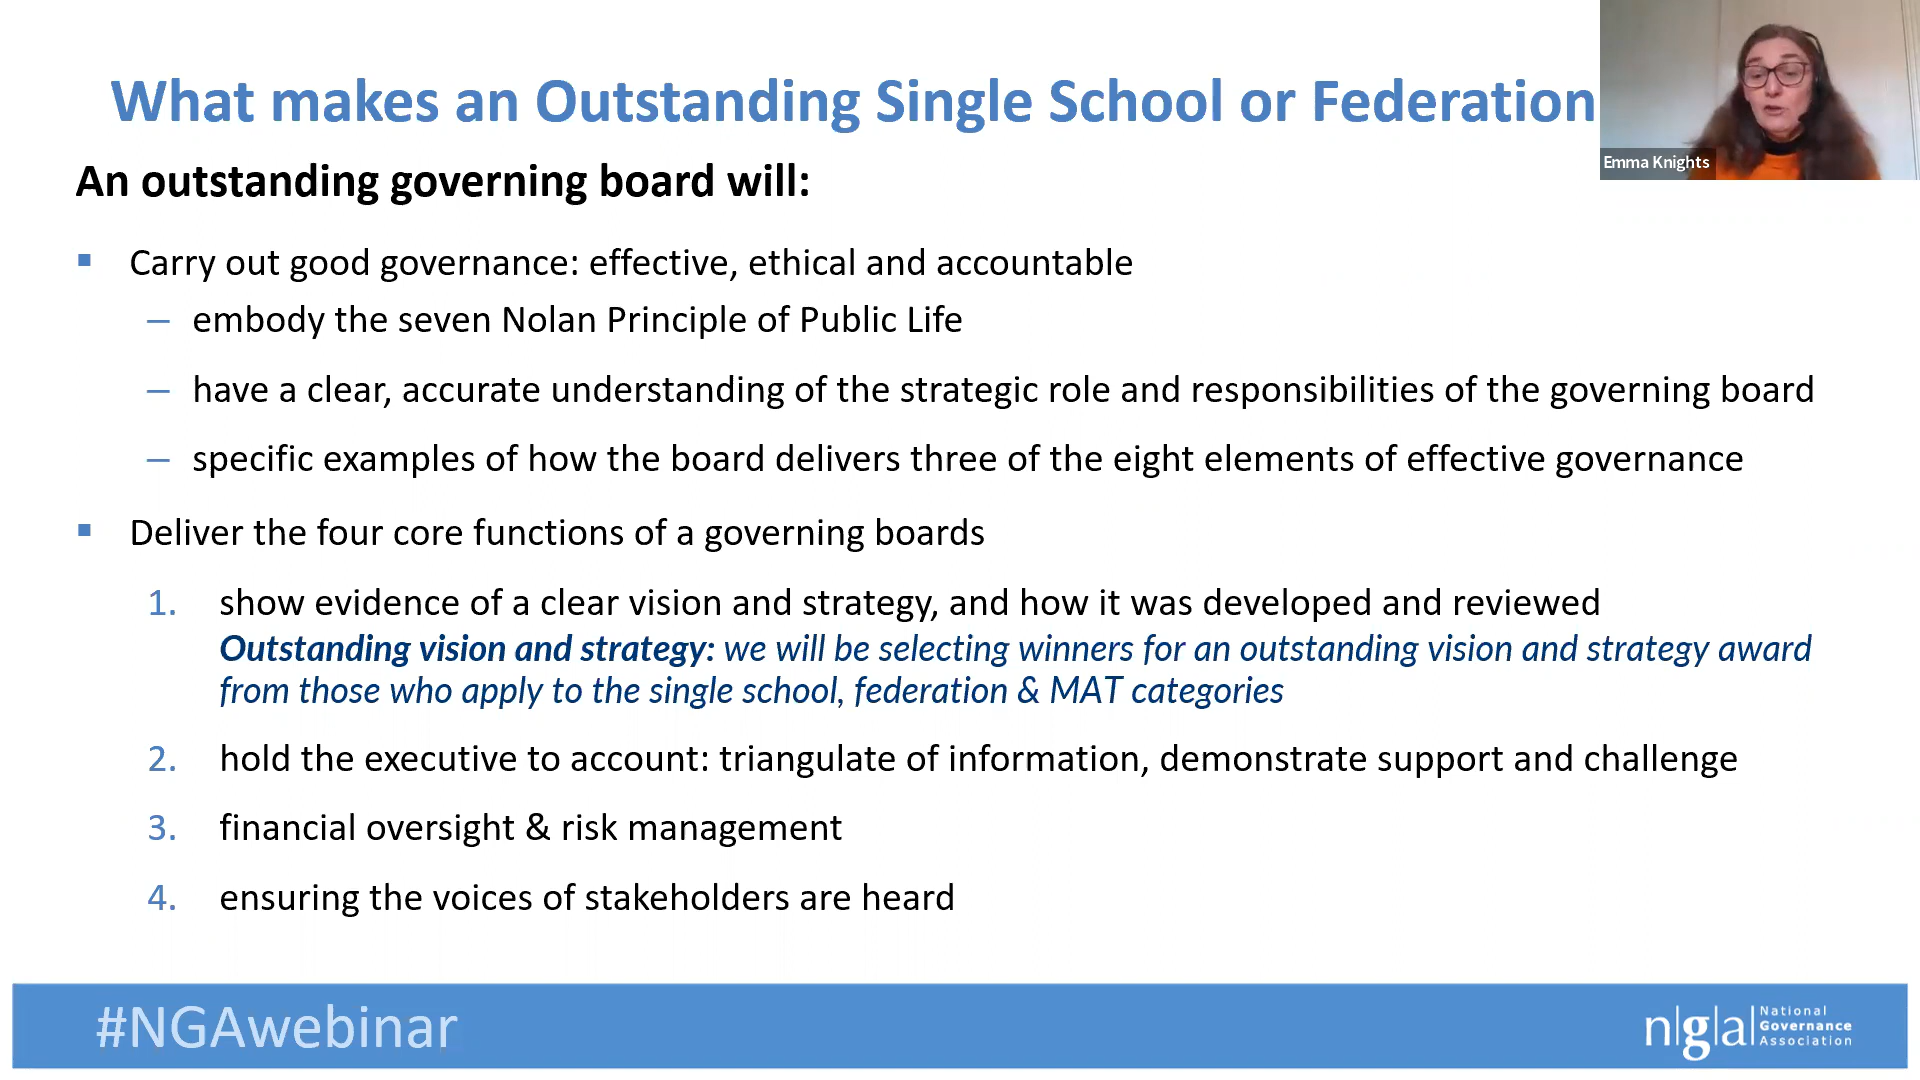 What makes an Outstanding Single School or Federation
Emma Knights
An outstanding governing board will:
▪ Carry out good governance: effective, ethical and accountable
– embody the seven Nolan Principle of Public Life
– have a clear, accurate understanding of the strategic role and responsibilities of the governing board
– specific examples of how the board delivers three of the eight elements of effective governance
▪ Deliver the four core functions of a governing boards
1. show evidence of a clear vision and strategy, and how it was developed and reviewed
Outstanding vision and strategy: we will be selecting winners for an outstanding vision and strategy award
from those who apply to the single school, federation & MAT categories
2. hold the executive to account: triangulate of information, demonstrate support and challenge
3. financial oversight & risk management
4. ensuring the voices of stakeholders are heard
#NGAwebinar
n|g|a|
National
Governance
Association